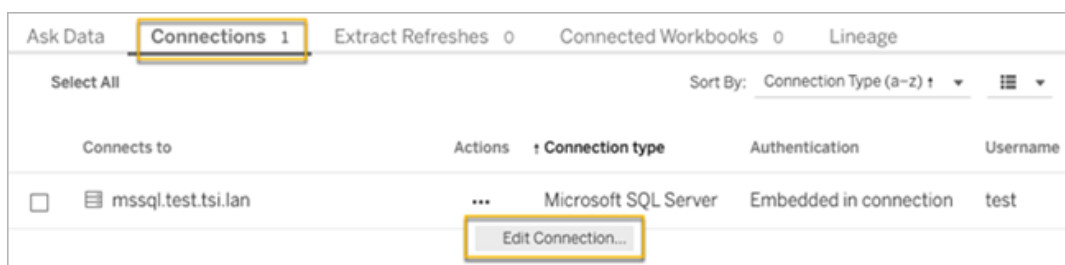 Ask Data Connections 1 Extract Refreshes 0 Connected Workbooks 0 Lineage
Select All Sort By: Connection Type (a–z) ↑
Connects to Actions ↑ Connection type Authentication Username
mssql.test.tsi.lan ... Microsoft SQL Server Embedded in connection test
Edit Connection...